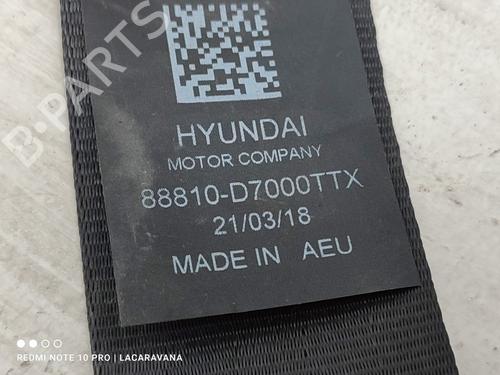 B-PARTS
HYUNDAI
MOTOR COMPANY
88810-D7000TTX
21/03/18
MADE IN AEU
REDMI NOTE 10 PRO | LACARAVANA